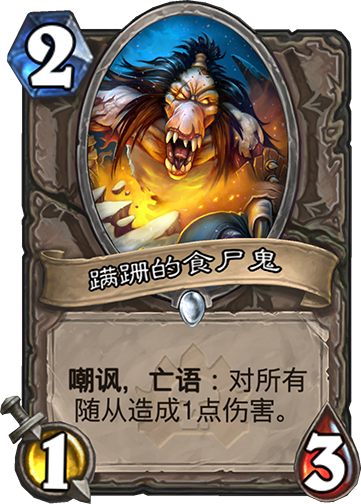 2
蹒跚的食尸鬼
嘲讽，亡语：对所有
随从造成1点伤害。
1
3